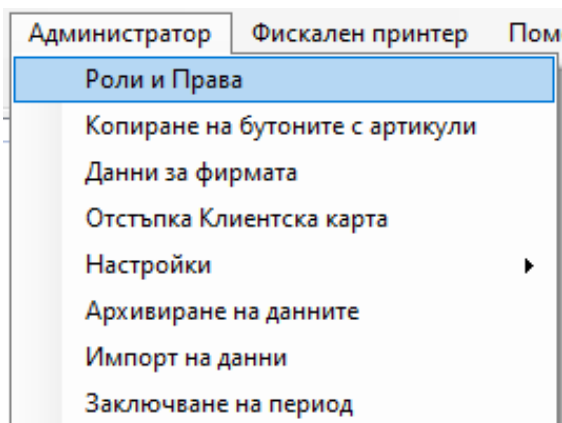 Администратор Фискален принтер Пом
Роли и Права
Копиране на бутоните с артикули
Данни за фирмата
Отстъпка Клиентска карта
Настройки
Архивиране на данните
Импорт на данни
Заключване на период